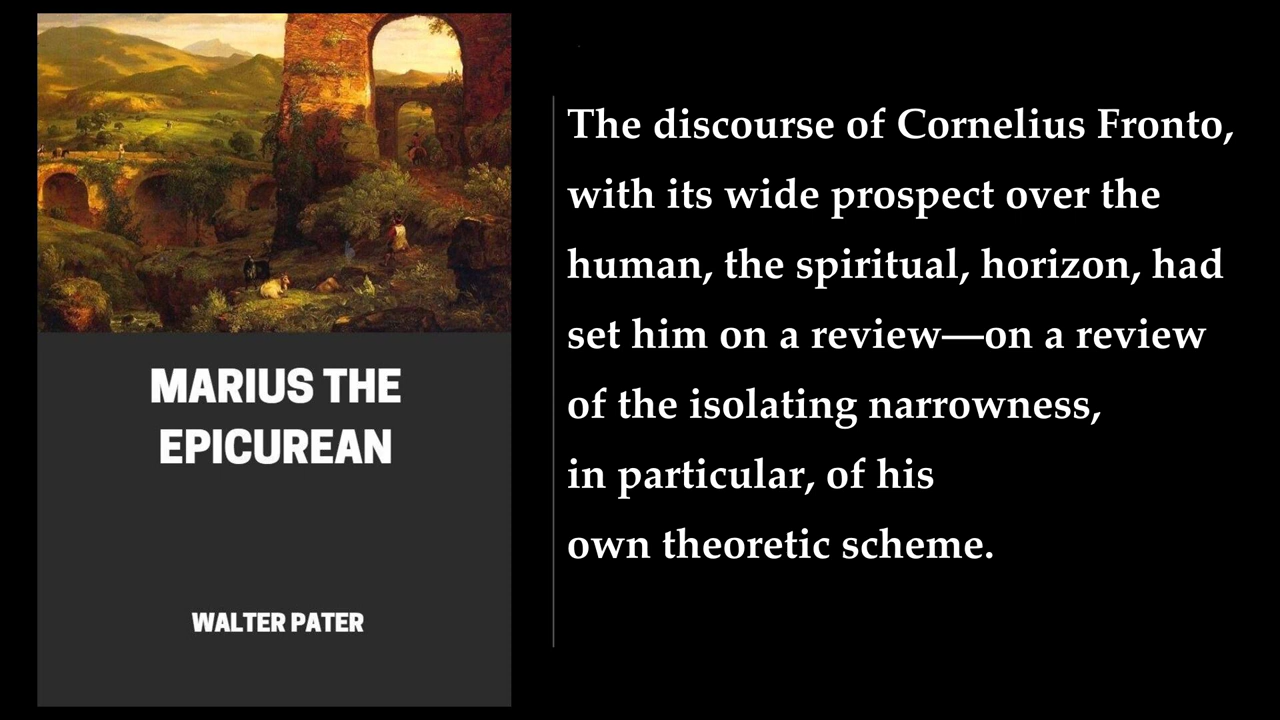 MARIUS THE
EPICUREAN
WALTER PATER
The discourse of Cornelius Fronto,
with its wide prospect over the
human, the spiritual, horizon, had
set him on a review—on a review
of the isolating narrowness,
in particular, of his
own theoretic scheme.